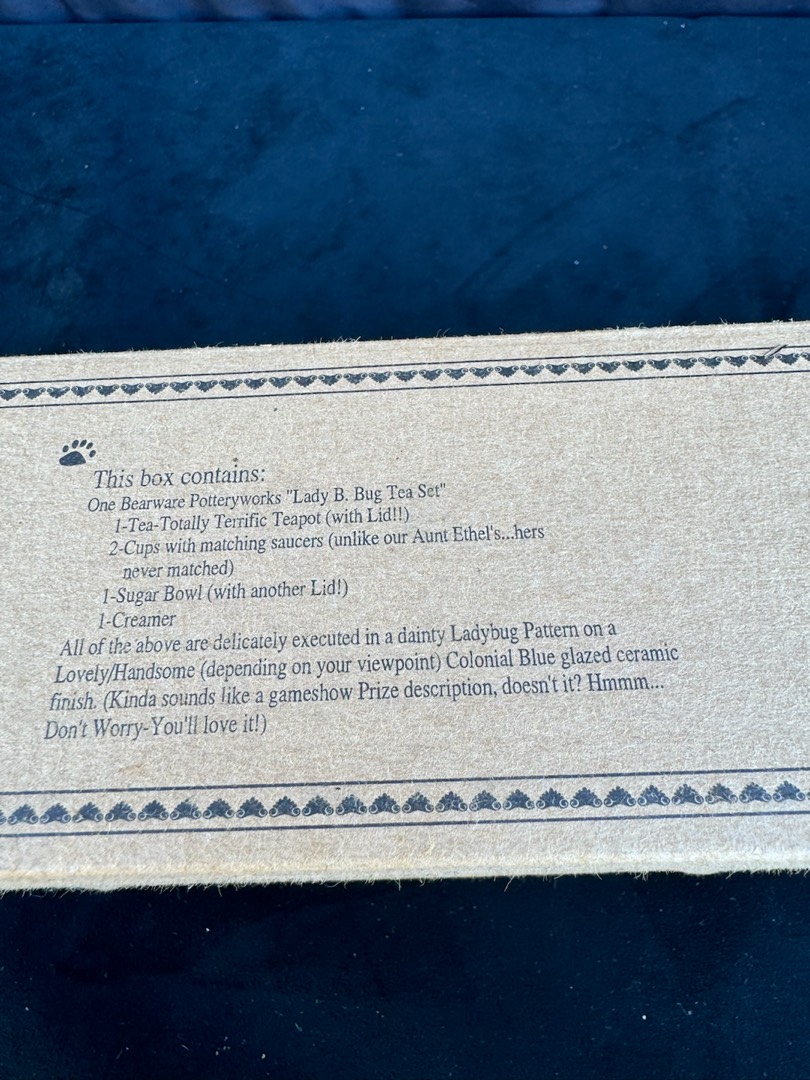 This box contains:
One Bearware Potteryworks "Lady B. Bug Tea Set"
1-Tea-Totally Terrific Teapot (with Lid!!)
2-Cups with matching saucers (unlike our Aunt Ethel's...hers
never matched)
1-Sugar Bowl (with another Lid!)
1-Creamer
All of the above are delicately executed in a dainty Ladybug Pattern on a
Lovely/Handsome (depending on your viewpoint) Colonial Blue glazed ceramic
finish. (Kinda sounds like a gameshow Prize description, doesn't it? Hmmm...
Don't Worry-You'll love it!)